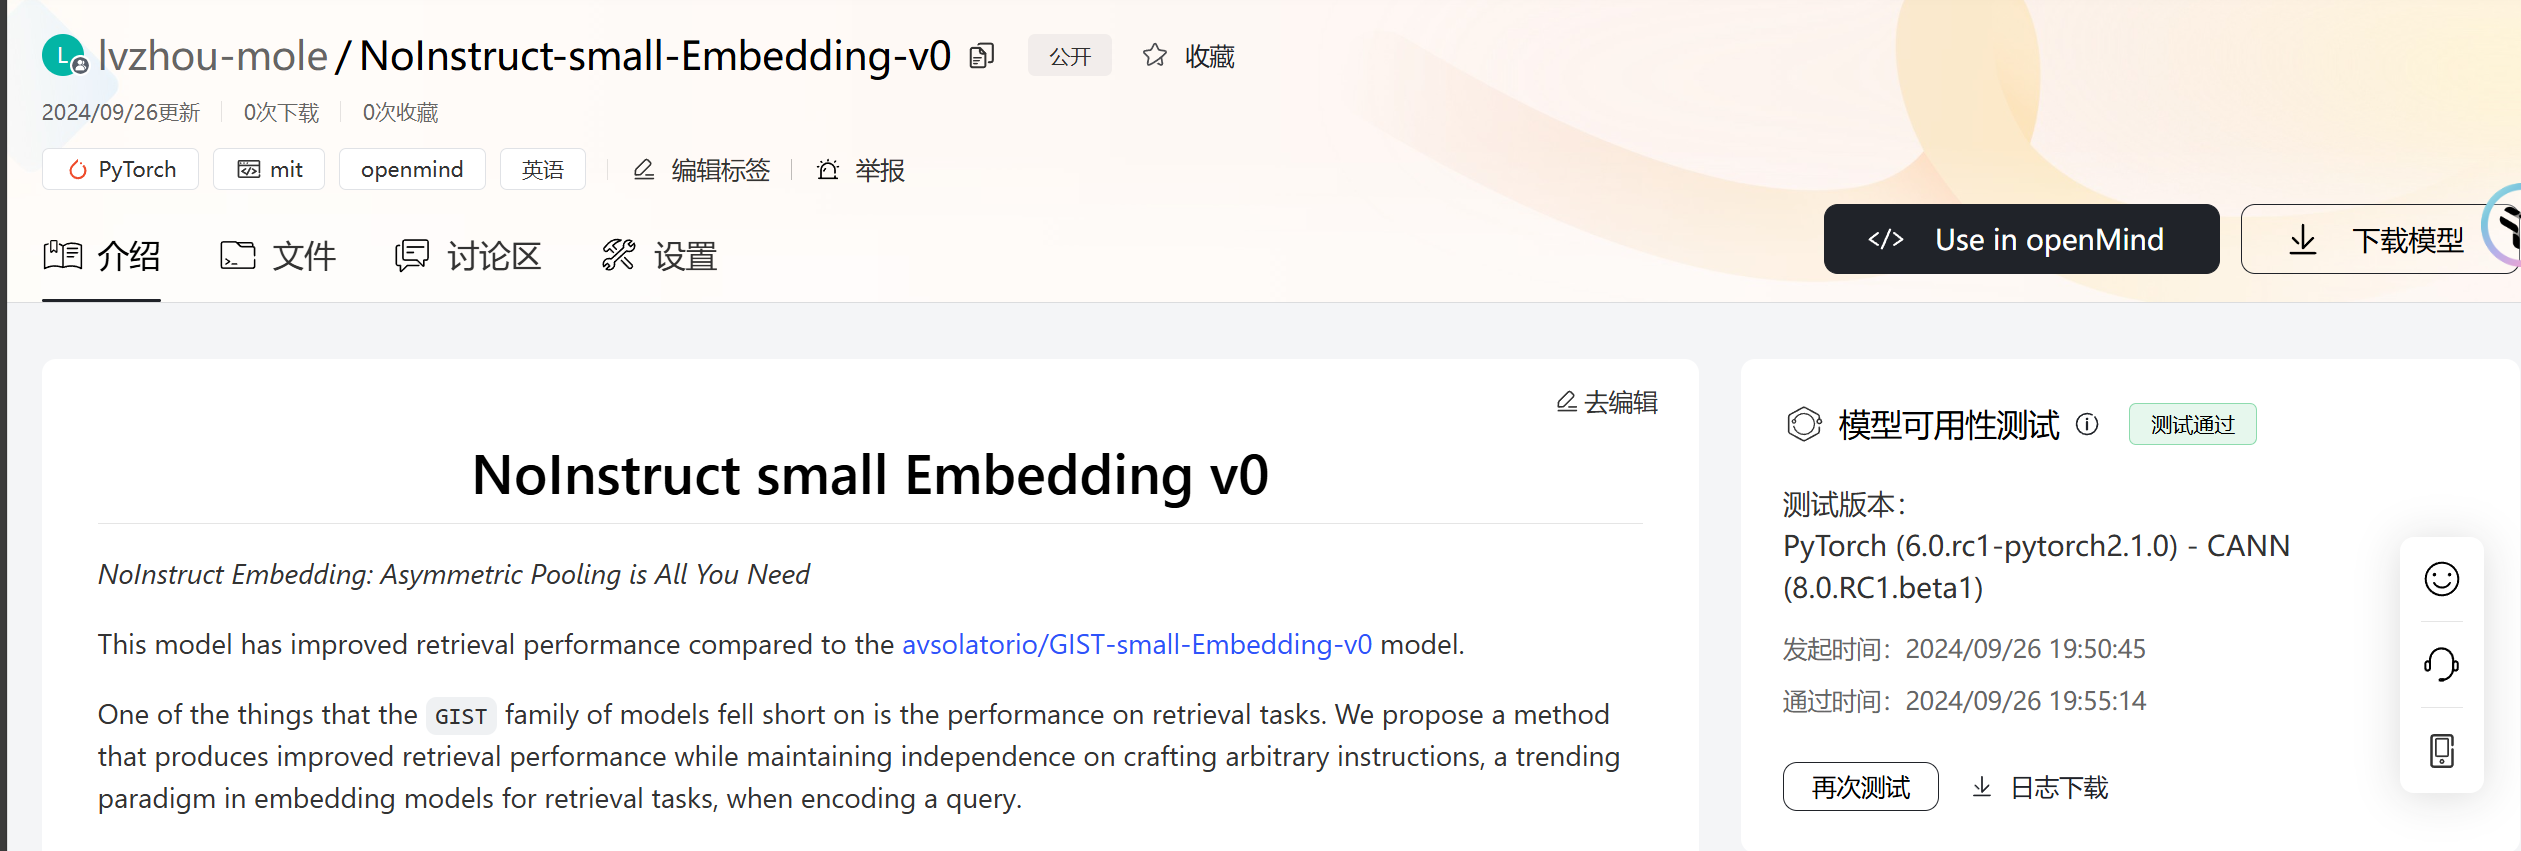 L lvzhou-mole / NoInstruct-small-Embedding-v0 公开 收藏
2024/09/26更新 0次下载 0次收藏
PyTorch mit openmind 英语 编辑标签 举报
介绍 文件 讨论区 设置 </> Use in openMind 下载模型
去编辑
NoInstruct small Embedding v0
NoInstruct Embedding: Asymmetric Pooling is All You Need
This model has improved retrieval performance compared to the avsolatorio/GIST-small-Embedding-v0 model.
One of the things that the GIST family of models fell short on is the performance on retrieval tasks. We propose a method
that produces improved retrieval performance while maintaining independence on crafting arbitrary instructions, a trending
paradigm in embedding models for retrieval tasks, when encoding a query.
模型可用性测试 测试通过
测试版本：
PyTorch (6.0.rc1-pytorch2.1.0) - CANN
(8.0.RC1.beta1)
发起时间：2024/09/26 19:50:45
通过时间：2024/09/26 19:55:14
再次测试 日志下载